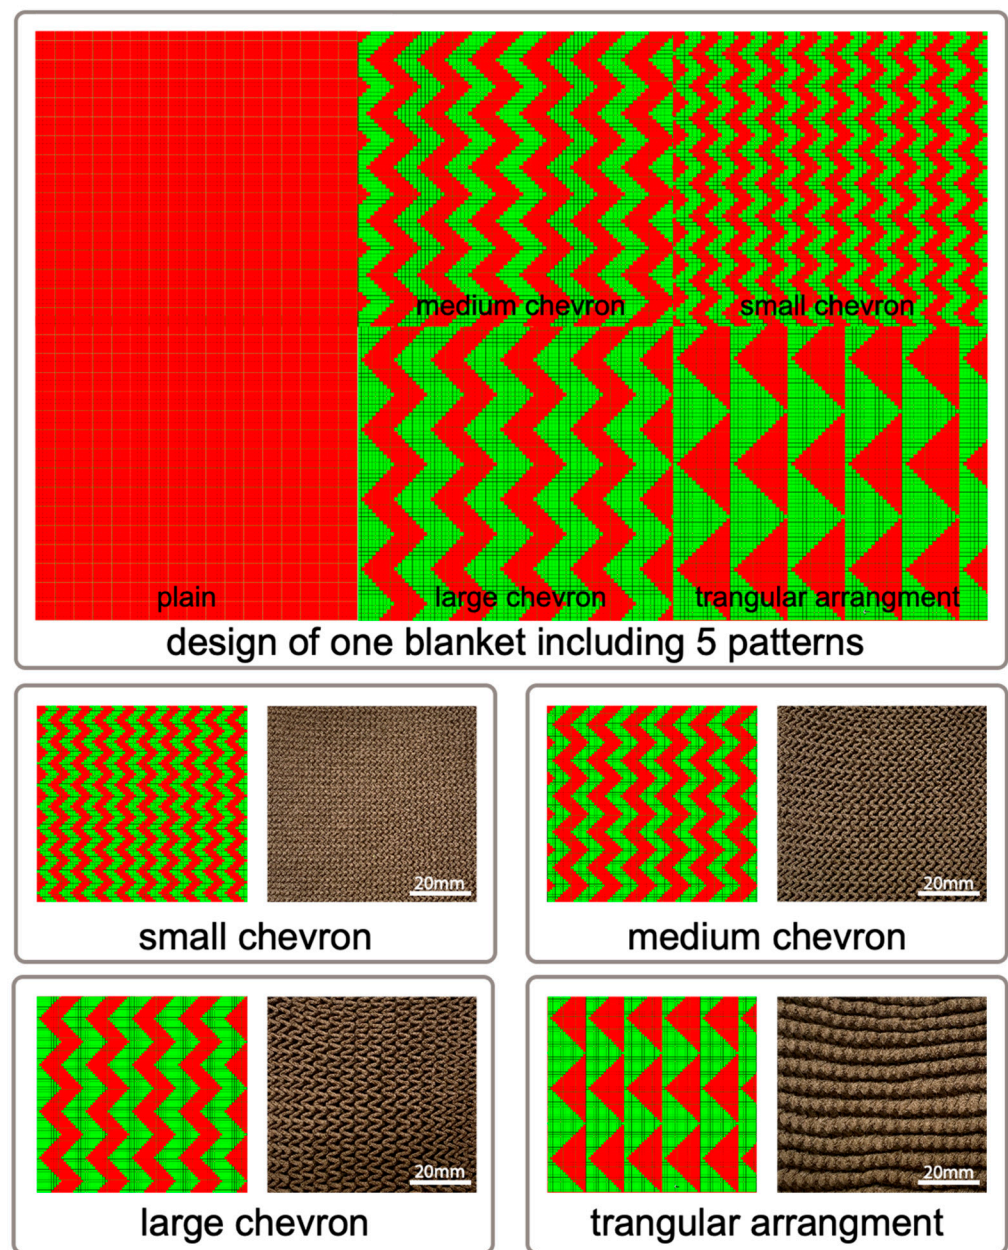 medium chevron
small chevron
plain
large chevron
trangular arrangment
design of one blanket including 5 patterns
20mm
20mm
small chevron
medium chevron
20mm
20mm
large chevron
trangular arrangment